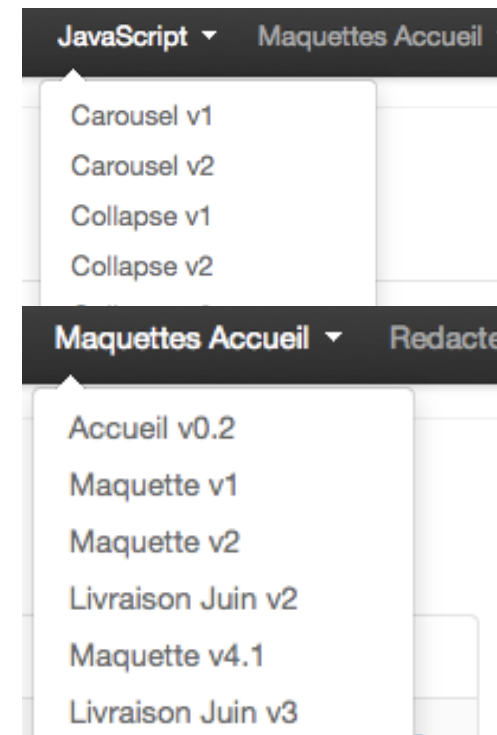 JavaScript Maquettes Accueil
Carousel v1
Carousel v2
Collapse v1
Collapse v2
Maquettes Accueil Redacte
Accueil v0.2
Maquette v1
Maquette v2
Livraison Juin v2
Maquette v4.1
Livraison Juin v3